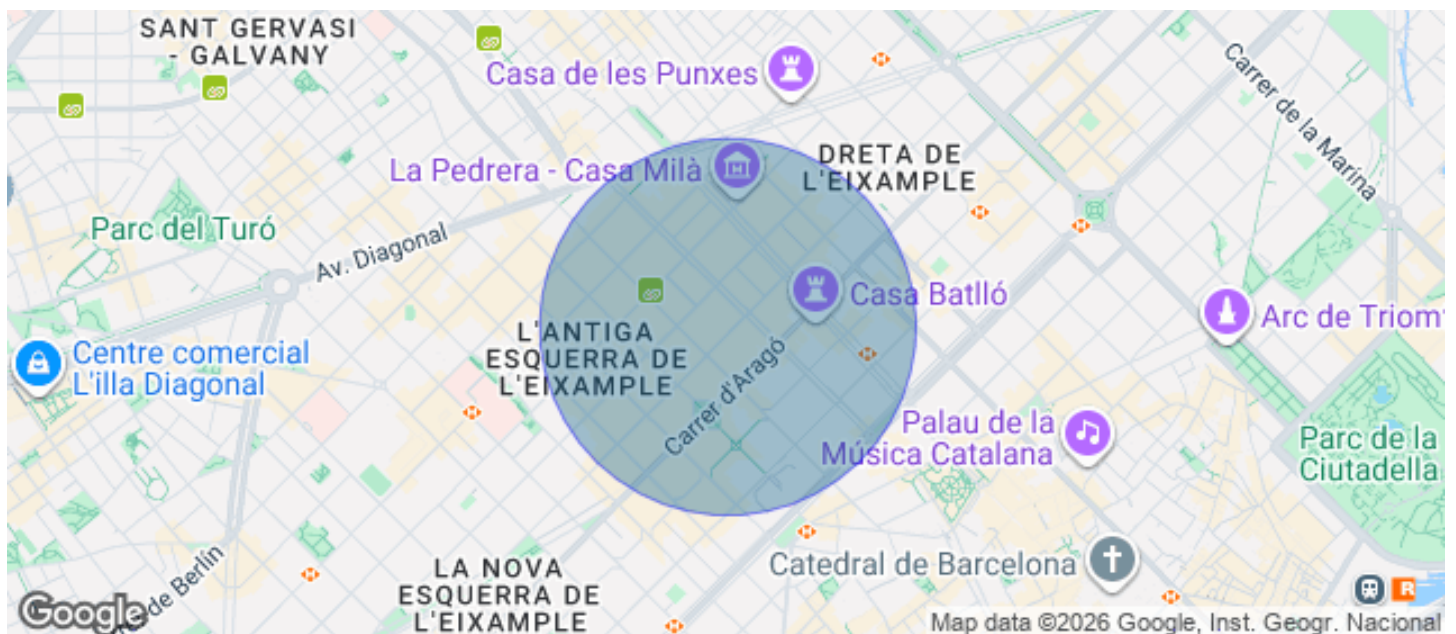 SANT GERVASI
- GALVANY
Casa de les Punxes
Carrer de la Marina
La Pedrera - Casa Milà
DRETA DE
L'EIXAMPLE
Parc del Turó
Av. Diagonal
Casa Batlló
Arc de Triom
L'ANTIGA
ESQUERRA DE
L'EIXAMPLE
Centre comercial
L'illa Diagonal
Carrer d'Aragó
Palau de la
Música Catalana
Parc de la
Ciutadella
Catedral de Barcelona
LA NOVA
ESQUERRA DE
L'EIXAMPLE
de Berlín
R
Google
Map data ©2026 Google, Inst. Geogr. Nacional